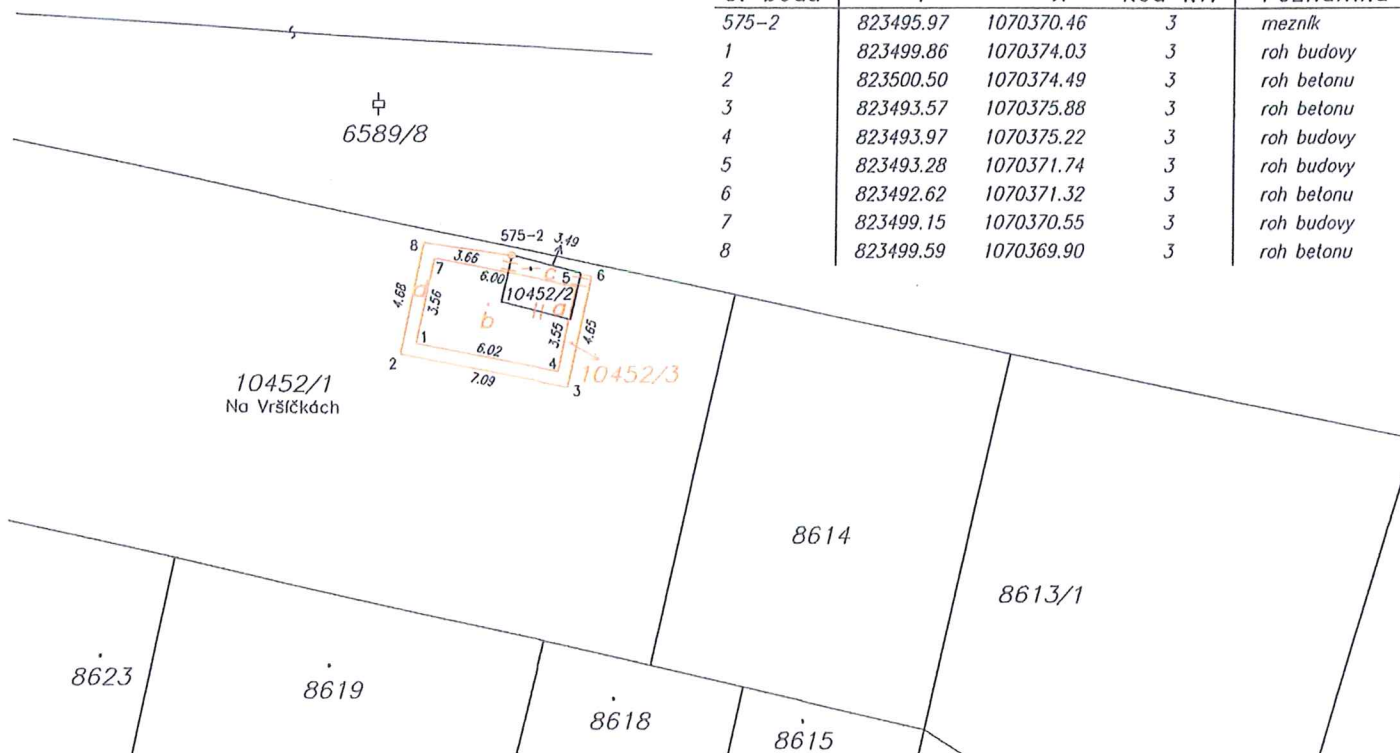 575-2 823495.97 1070370.46 3 mezník
1 823499.86 1070374.03 3 roh budovy
2 823500.50 1070374.49 3 roh betonu
3 823493.57 1070375.88 3 roh betonu
4 823493.97 1070375.22 3 roh budovy
5 823493.28 1070371.74 3 roh budovy
6 823492.62 1070371.32 3 roh betonu
7 823499.15 1070370.55 3 roh budovy
8 823499.59 1070369.90 3 roh betonu
6589/8
575-2 3.49
8
3.66
7
6.00
c
5
6
10452/2
d
4.68
3.56
b
a
3.55
4.65
1
6.02
4
2
7.09
3
10452/3
10452/1
Na Vršíčkách
8614
8613/1
8623
8619
8618
8615